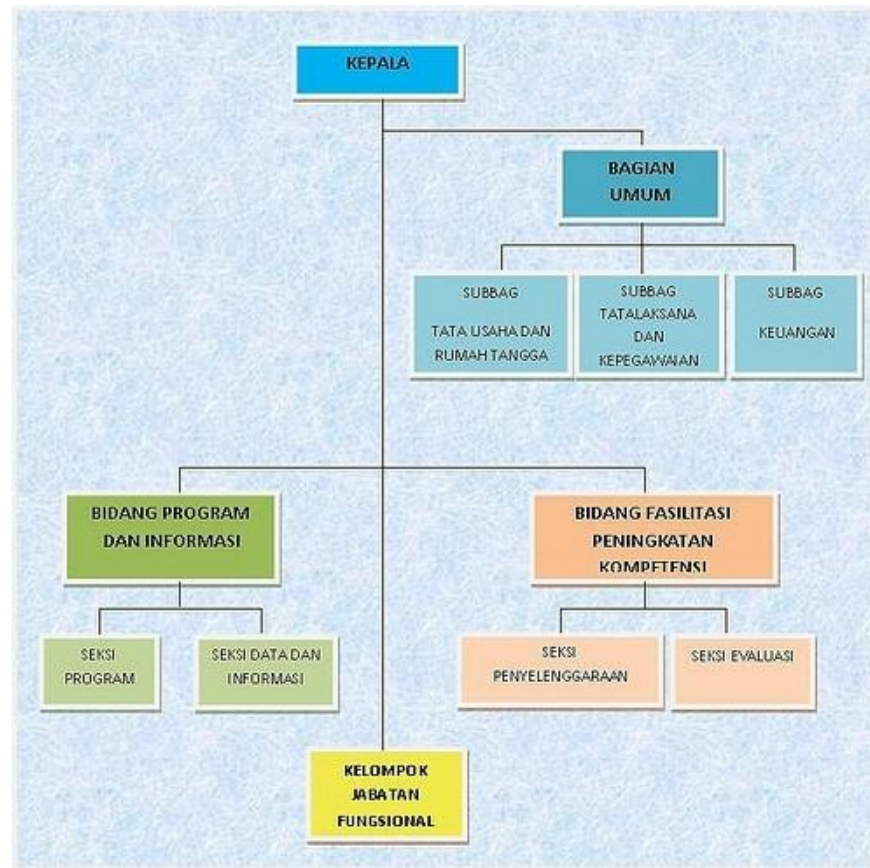 KEPALA
BAGIAN
UMUM
SUBBAG
TATA USAHA DAN
RUMAH TANGGA
SUBBAG
TATALAKSANA
DAN
KEPEGAWAIAN
SUBBAG
KEUANGAN
BIDANG PROGRAM
DAN INFORMASI
BIDANG FASILITASI
PENINGKATAN
KOMPETENSI
SEKSI
PROGRAM
SEKSI DATA DAN
INFORMASI
SEKSI
PENYELENGGARAAN
SEKSI EVALUASI
KELOMPOK
JABATAN
FUNGSIONAL